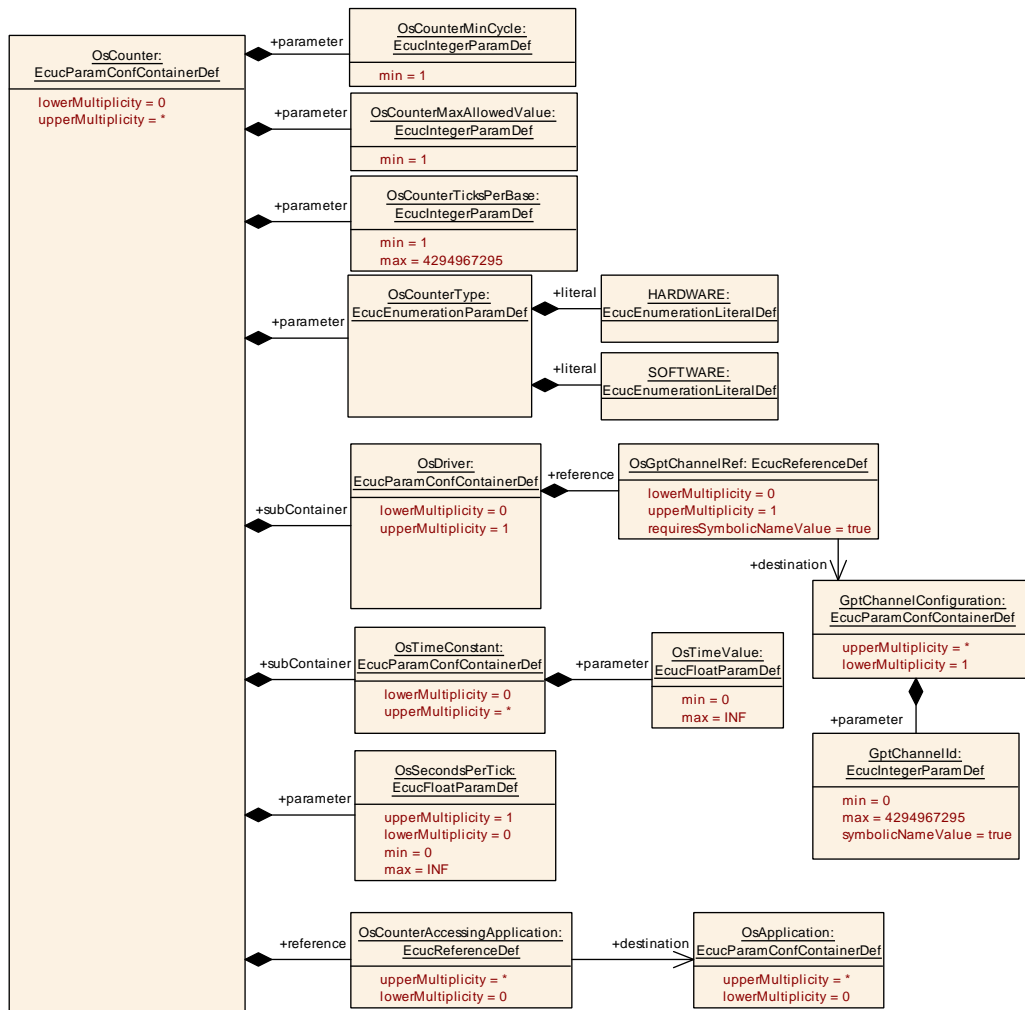 OsCounter:
EcucParamConfContainerDef
lowerMultiplicity = 0
upperMultiplicity = *
+parameter
OsCounterMinCycle:
EcucIntegerParamDef
min = 1
+parameter
OsCounterMaxAllowedValue:
EcucIntegerParamDef
min = 1
+parameter
OsCounterTicksPerBase:
EcucIntegerParamDef
min = 1
max = 4294967295
+parameter
OsCounterType:
EcucEnumerationParamDef
+literal
HARDWARE:
EcucEnumerationLiteralDef
+literal
SOFTWARE:
EcucEnumerationLiteralDef
+subContainer
OsDriver:
EcucParamConfContainerDef
lowerMultiplicity = 0
upperMultiplicity = 1
+reference
OsGptChannelRef: EcucReferenceDef
lowerMultiplicity = 0
upperMultiplicity = 1
requiresSymbolicNameValue = true
+destination
GptChannelConfiguration:
EcucParamConfContainerDef
upperMultiplicity = *
lowerMultiplicity = 1
+parameter
GptChannelId:
EcucIntegerParamDef
min = 0
max = 4294967295
symbolicNameValue = true
+subContainer
OsTimeConstant:
EcucParamConfContainerDef
lowerMultiplicity = 0
upperMultiplicity = *
+parameter
OsTimeValue:
EcucFloatParamDef
min = 0
max = INF
+parameter
OsSecondsPerTick:
EcucFloatParamDef
upperMultiplicity = 1
lowerMultiplicity = 0
min = 0
max = INF
+reference
OsCounterAccessingApplication:
EcucReferenceDef
upperMultiplicity = *
lowerMultiplicity = 0
+destination
OsApplication:
EcucParamConfContainerDef
upperMultiplicity = *
lowerMultiplicity = 0